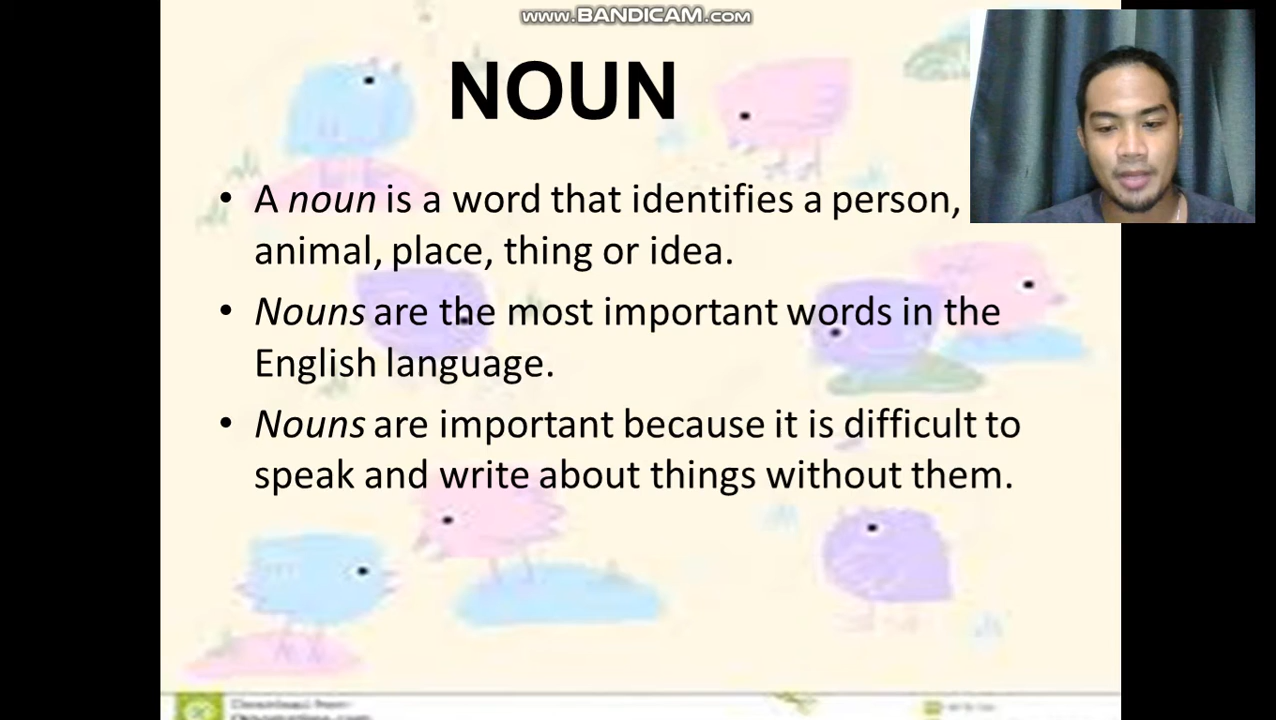 www.BANDICAM.com
NOUN
• A noun is a word that identifies a person,
animal, place, thing or idea.
• Nouns are the most important words in the
English language.
• Nouns are important because it is difficult to
speak and write about things without them.
Download from